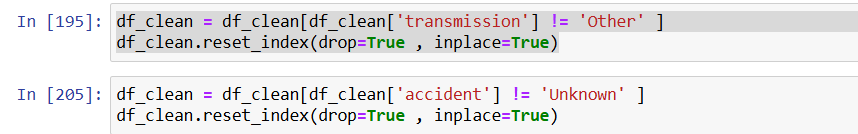 In [195]: df_clean = df_clean[df_clean['transmission'] != 'Other' ]
df_clean.reset_index(drop=True , inplace=True)
In [205]: df_clean = df_clean[df_clean['accident'] != 'Unknown' ]
df_clean.reset_index(drop=True , inplace=True)